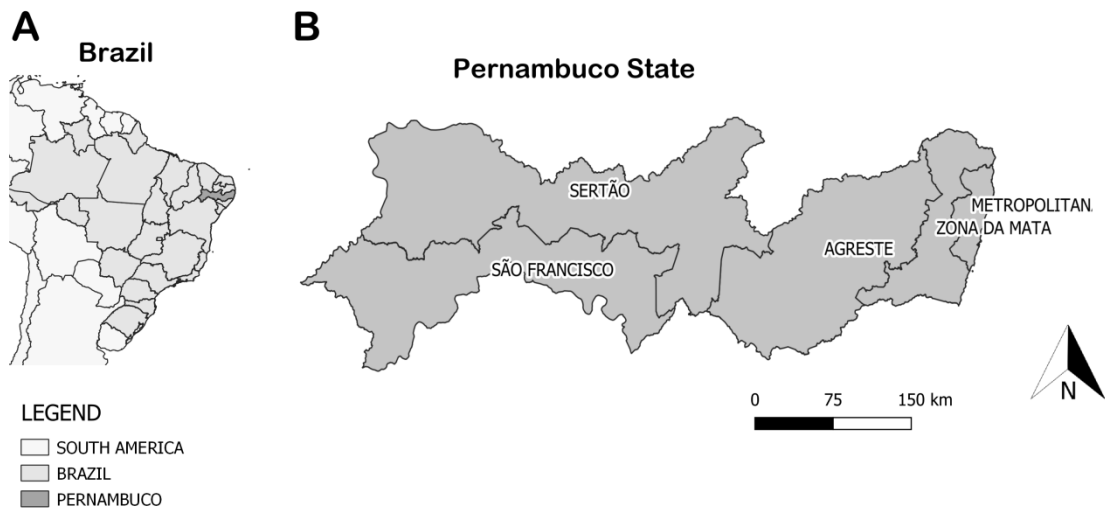 A
Brazil
B
Pernambuco State
SERTÃO
SÃO FRANCISCO
AGRESTE
METROPOLITAN
ZONA DA MATA
N
0 75 150 km
LEGEND
SOUTH AMERICA
BRAZIL
PERNAMBUCO